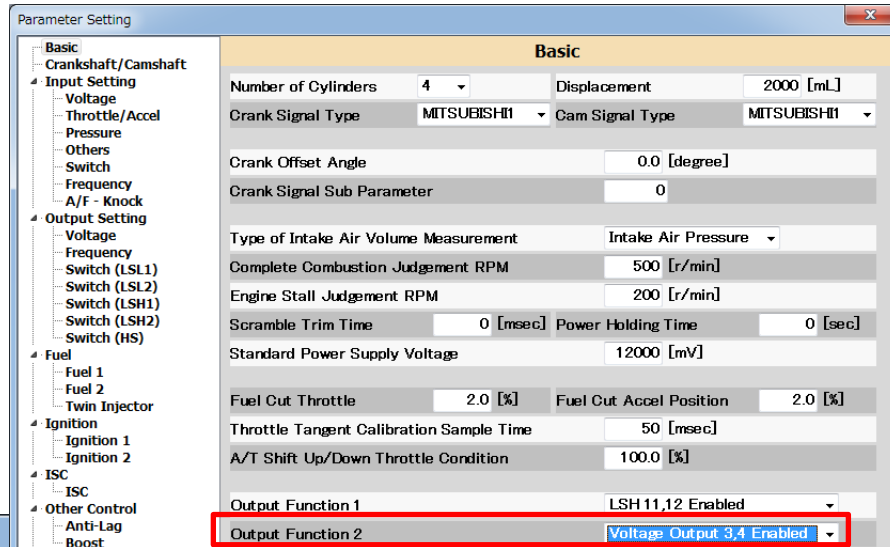 Parameter Setting
x
Basic
Crankshaft/Camshaft
Input Setting
Voltage
Throttle/Accel
Pressure
Others
Switch
Frequency
A/F - Knock
Output Setting
Voltage
Frequency
Switch (LSL1)
Switch (LSL2)
Switch (LSH1)
Switch (LSH2)
Switch (HS)
Fuel
Fuel 1
Fuel 2
Twin Injector
Ignition
Ignition 1
Ignition 2
ISC
ISC
Other Control
Anti-Lag
Boost
Basic
Number of Cylinders 4 Displacement 2000 [mL]
Crank Signal Type MITSUBISHI1 Cam Signal Type MITSUBISHI1
Crank Offset Angle 0.0 [degree]
Crank Signal Sub Parameter 0
Type of Intake Air Volume Measurement Intake Air Pressure
Complete Combustion Judgement RPM 500 [r/min]
Engine Stall Judgement RPM 200 [r/min]
Scramble Trim Time 0 [msec] Power Holding Time 0 [sec]
Standard Power Supply Voltage 12000 [mV]
Fuel Cut Throttle 2.0 [%] Fuel Cut Accel Position 2.0 [%]
Throttle Tangent Calibration Sample Time 50 [msec]
A/T Shift Up/Down Throttle Condition 100.0 [%]
Output Function 1 LSH 11,12 Enabled
Output Function 2 Voltage Output 3,4 Enabled